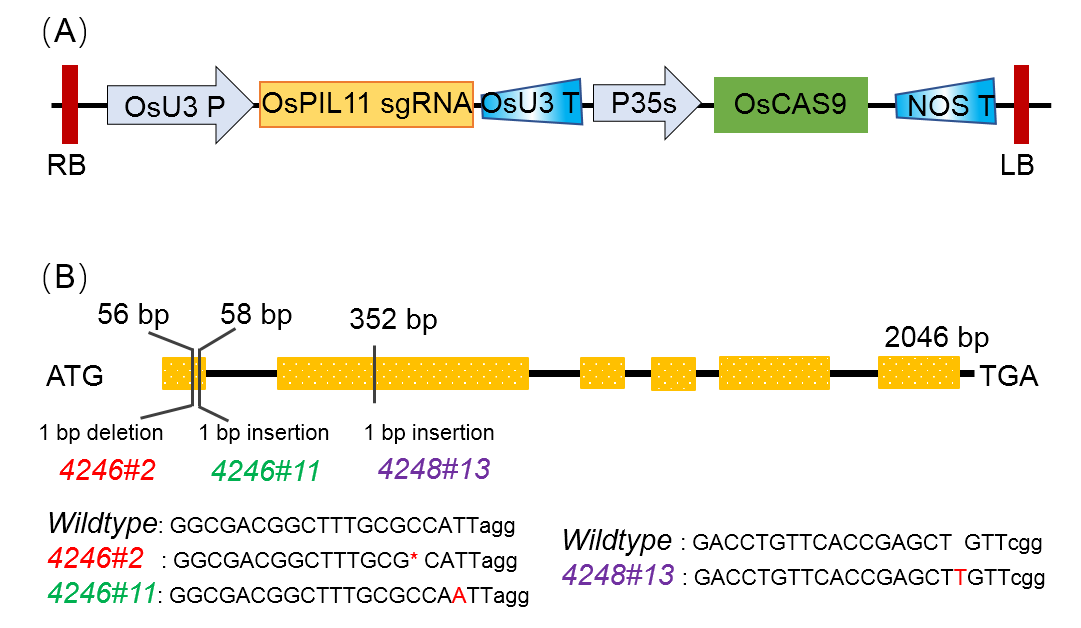 (A)
OsU3 P OsPIL11 sgRNA OsU3 T P35s OsCAS9 NOS T
RB LB
(B)
56 bp 58 bp 352 bp 2046 bp
ATG TGA
1 bp deletion 1 bp insertion 1 bp insertion
4246#2 4246#11 4248#13
Wildtype: GGCGACGGCTTTGCGCCATTagg
4246#2 : GGCGACGGCTTTGCG* CATTagg
4246#11: GGCGACGGCTTTGCGCCAATTagg
Wildtype : GACCTGTTCACCGAGCT GTTcgg
4248#13 : GACCTGTTCACCGAGCTTGTTcgg